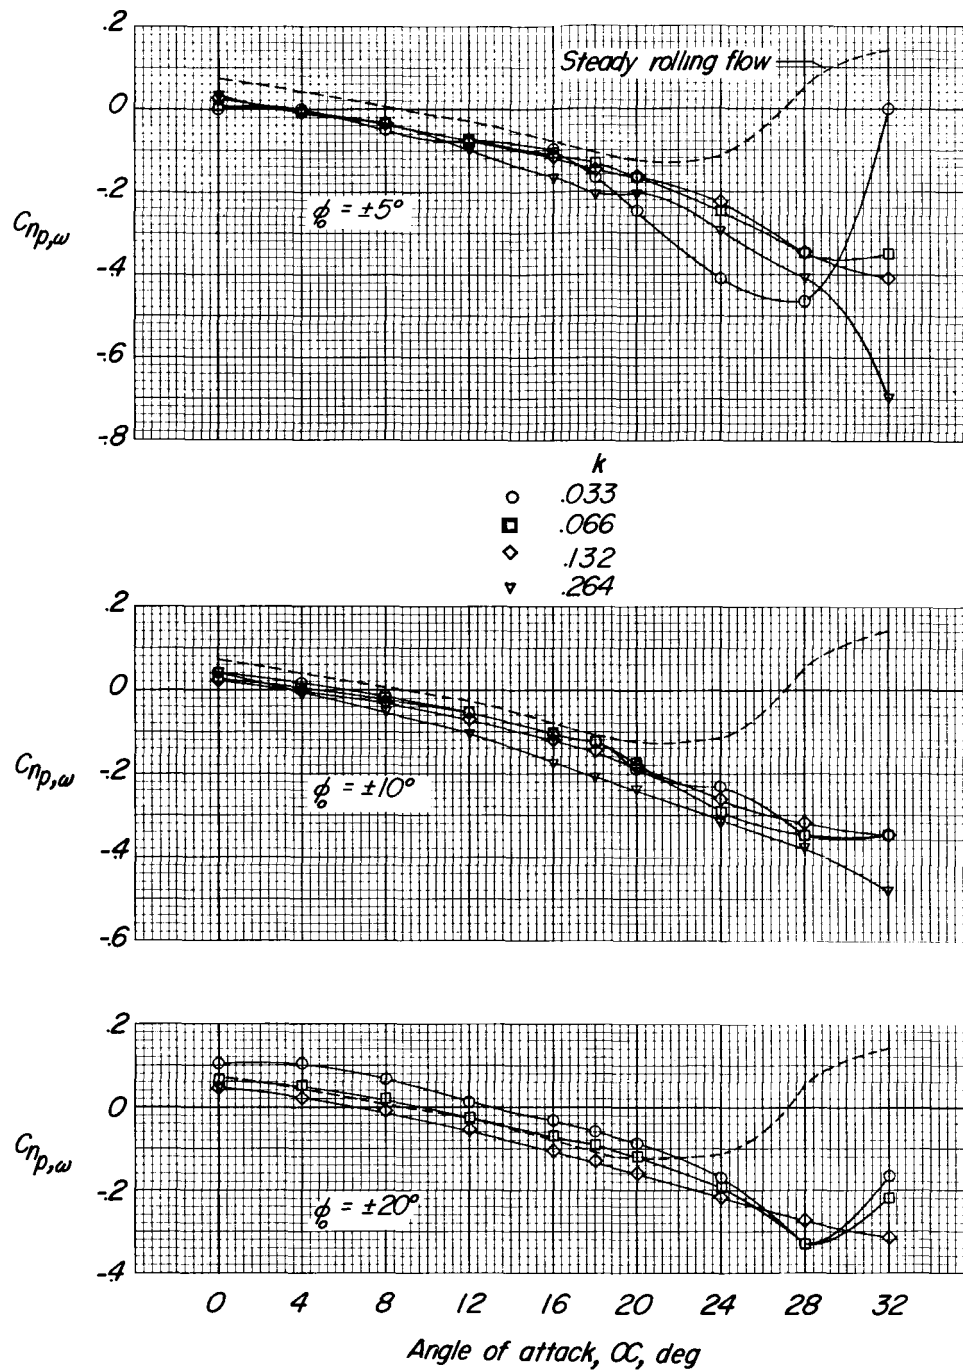 .2
Steady rolling flow
0
-.2
ϕₒ = ±5°
Cnp,ω
-.4
-.6
-.8
k
.033
.066
.132
.264
.2
0
-.2
Cnp,ω
ϕₒ = ±10°
-.4
-.6
.2
0
Cnp,ω
-.2
ϕₒ = ±20°
-.4
0 4 8 12 16 20 24 28 32
Angle of attack, α, deg